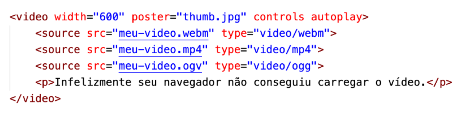 <video width="600" poster="thumb.jpg" controls autoplay>
<source src="meu-video.webm" type="video/webm">
<source src="meu-video.mp4" type="video/mp4">
<source src="meu-video.ogv" type="video/ogg">
<p>Infelizmente seu navegador não conseguiu carregar o vídeo.</p>
</video>